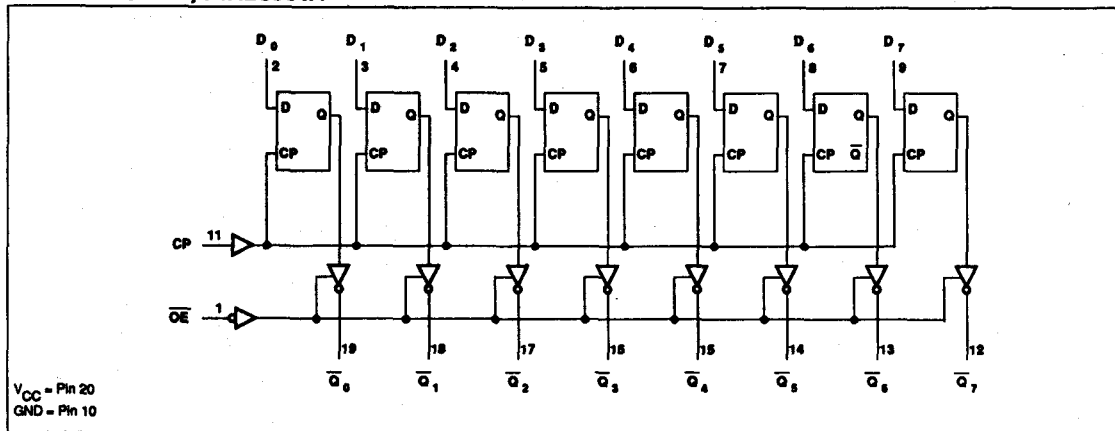 D0 D1 D2 D3 D4 D5 D6 D7
2 3 4 5 6 7 8 9
D Q D Q D Q D Q D Q D Q D Q D Q
CP CP CP CP CP CP CP Q̅ CP
CP 11
O̅E̅ 1
19 18 17 16 15 14 13 12
Q̅0 Q̅1 Q̅2 Q̅3 Q̅4 Q̅5 Q̅6 Q̅7
VCC = Pin 20
GND = Pin 10